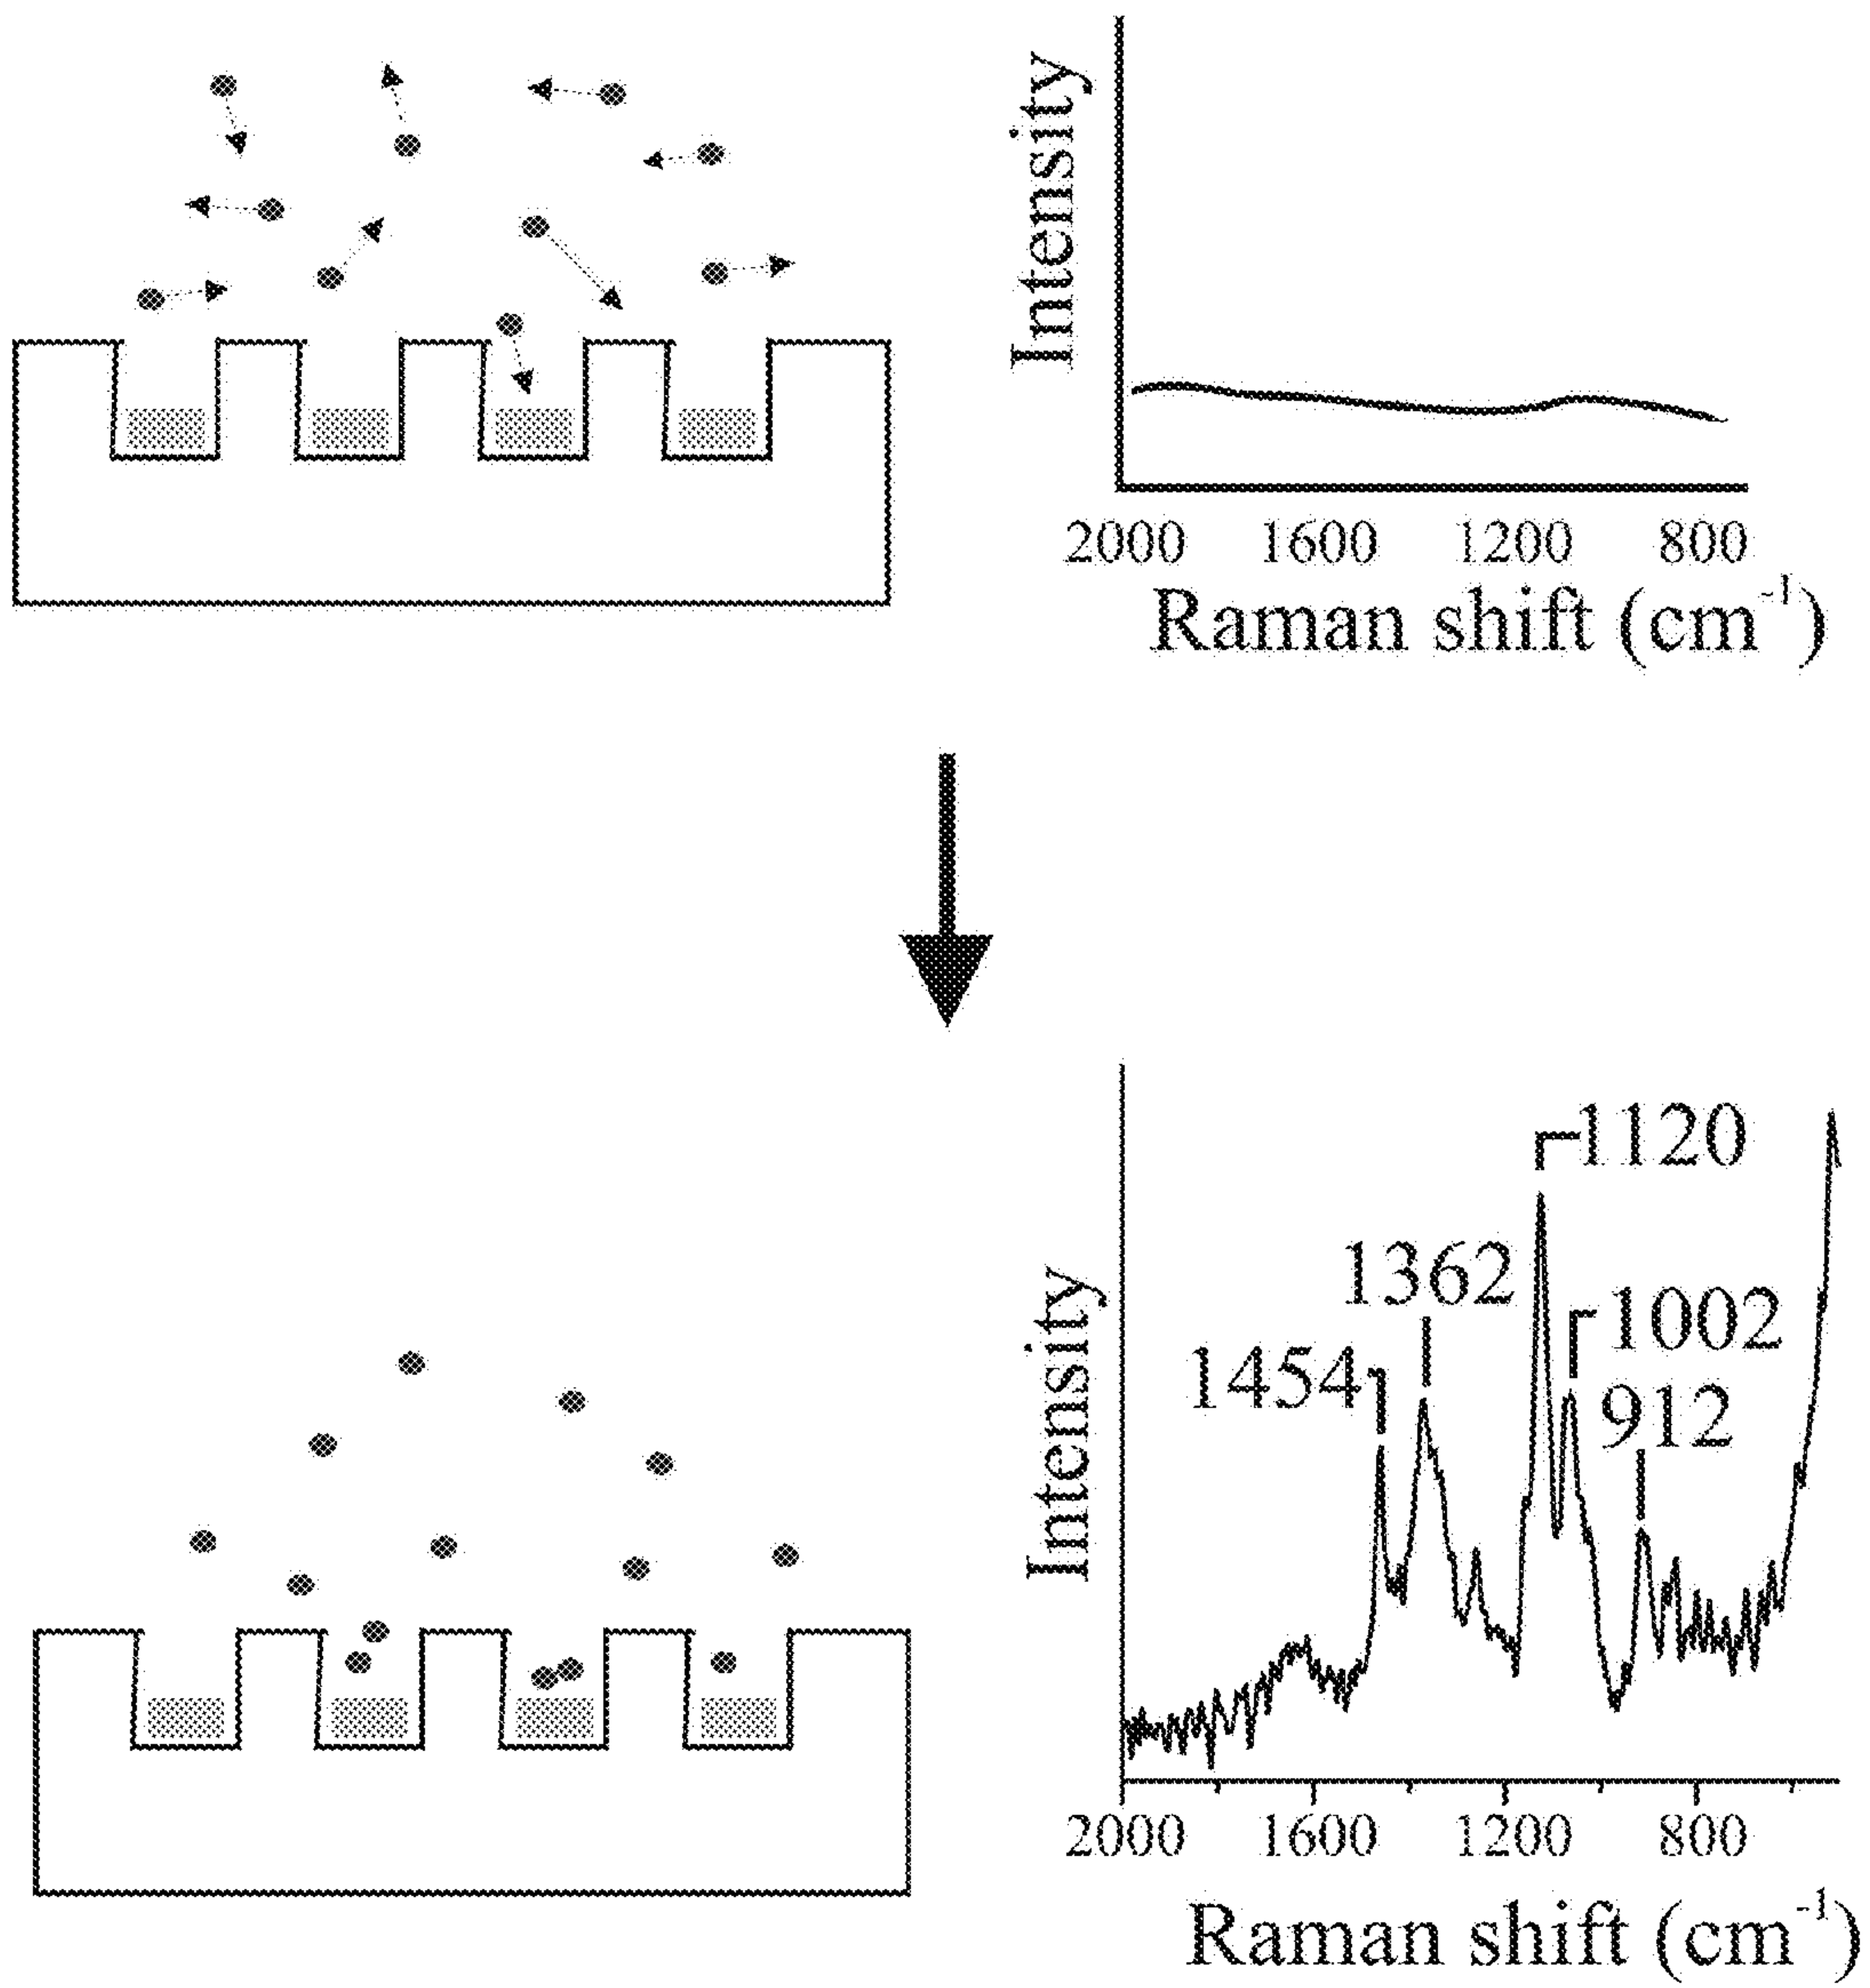 Intensity
2000 1600 1200 800
Raman shift (cm-1)
1120
1362
1002
1454
912
Intensity
2000 1600 1200 800
Raman shift (cm-1)